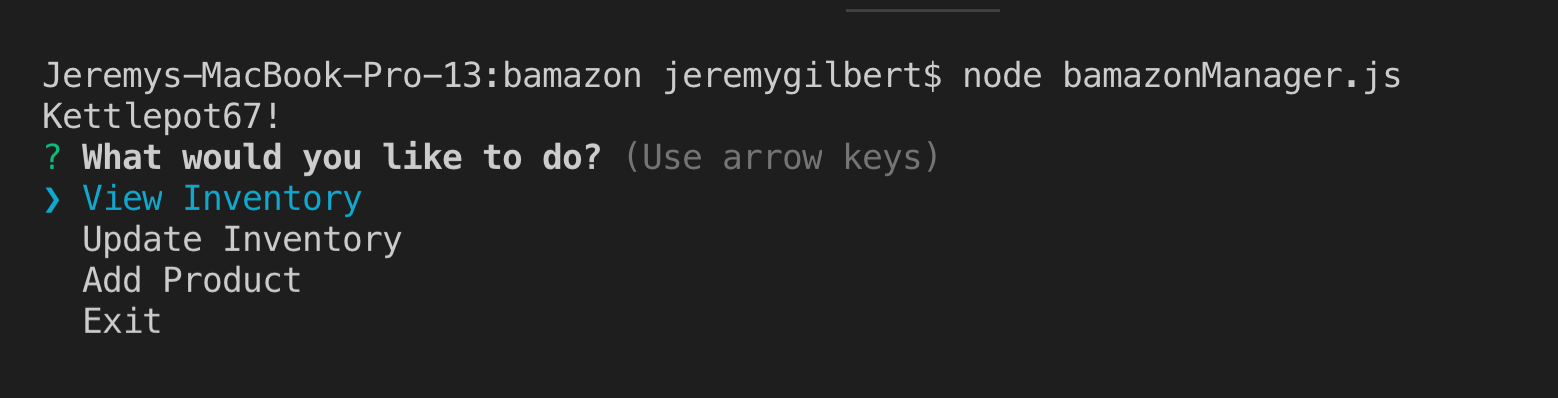 Jeremys-MacBook-Pro-13:bamazon jeremygilbert$ node bamazonManager.js
Kettlepot67!
? What would you like to do? (Use arrow keys)
❯ View Inventory
  Update Inventory
  Add Product
  Exit